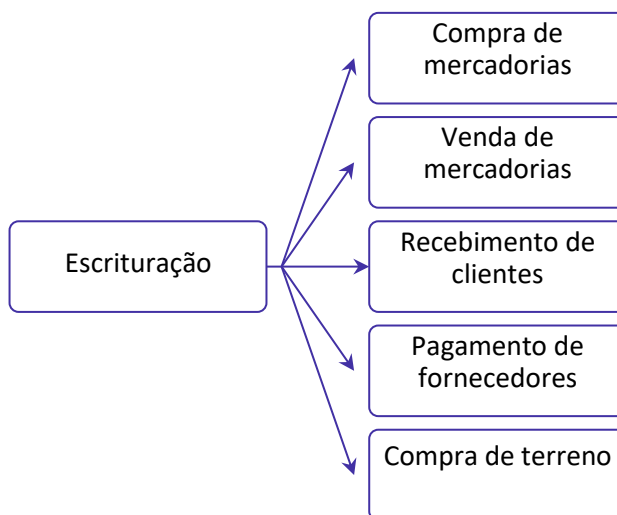 Compra de
mercadorias
Venda de
mercadorias
Escrituração
Recebimento de
clientes
Pagamento de
fornecedores
Compra de terreno